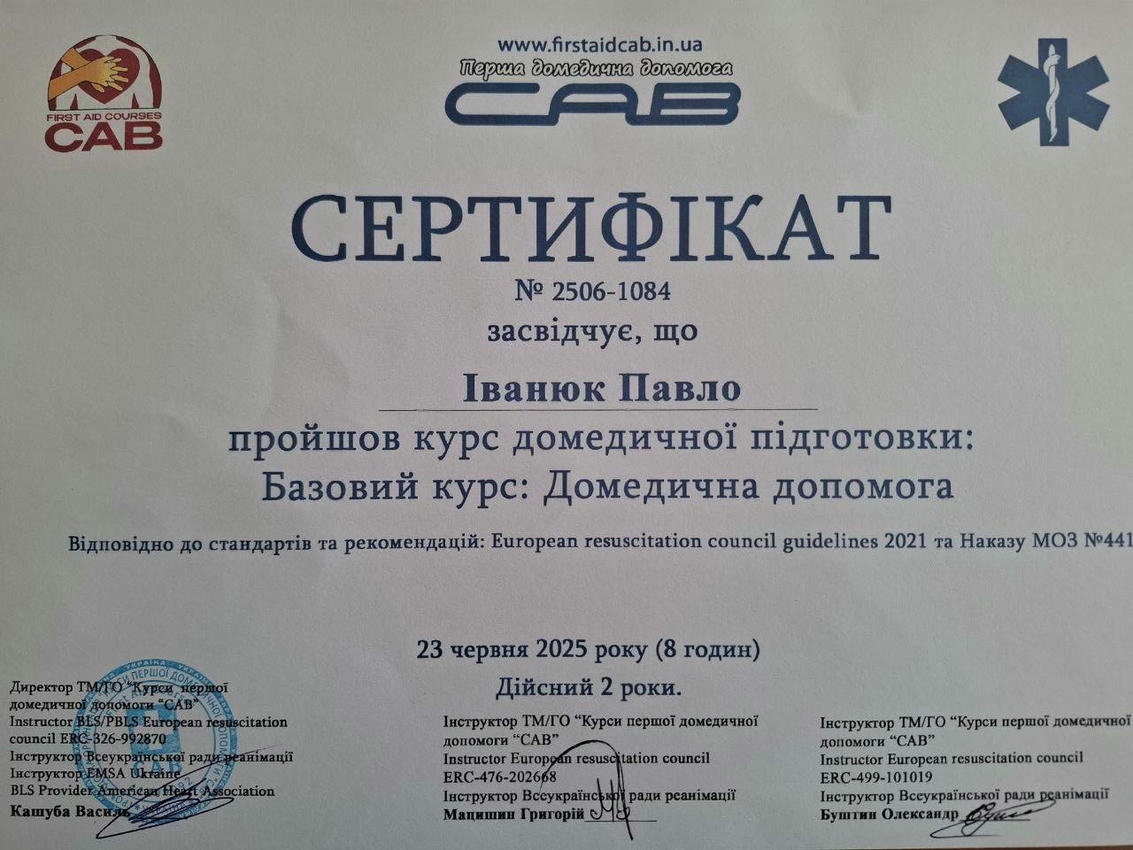 FIRST AID COURSES
CAB
www.firstaidcab.in.ua
Перша домедична допомога
CAB
СЕРТИФІКАТ
№ 2506-1084
засвідчує, що
Іванюк Павло
пройшов курс домедичної підготовки:
Базовий курс: Домедична допомога
Відповідно до стандартів та рекомендацій: European resuscitation council guidelines 2021 та Наказу МОЗ №441
23 червня 2025 року (8 годин)
Дійсний 2 роки.
Директор ТМ/ГО “Курси першої
домедичної допомоги “САВ”
Instructor BLS/PBLS European resuscitation
council ERC-326-992870
Інструктор Всеукраїнської ради реанімації
Інструктор EMSA Ukraine
BLS Provider American Heart Association
Кашуба Василь
Інструктор ТМ/ГО “Курси першої домедичної
допомоги “САВ”
Instructor European resuscitation council
ERC-476-202668
Інструктор Всеукраїнської ради реанімації
Мацишин Григорій
Інструктор ТМ/ГО “Курси першої домедичної
допомоги “САВ”
Instructor European resuscitation council
ERC-499-101019
Інструктор Всеукраїнської ради реанімації
Буштин Олександр
УКРАЇНА
САВ